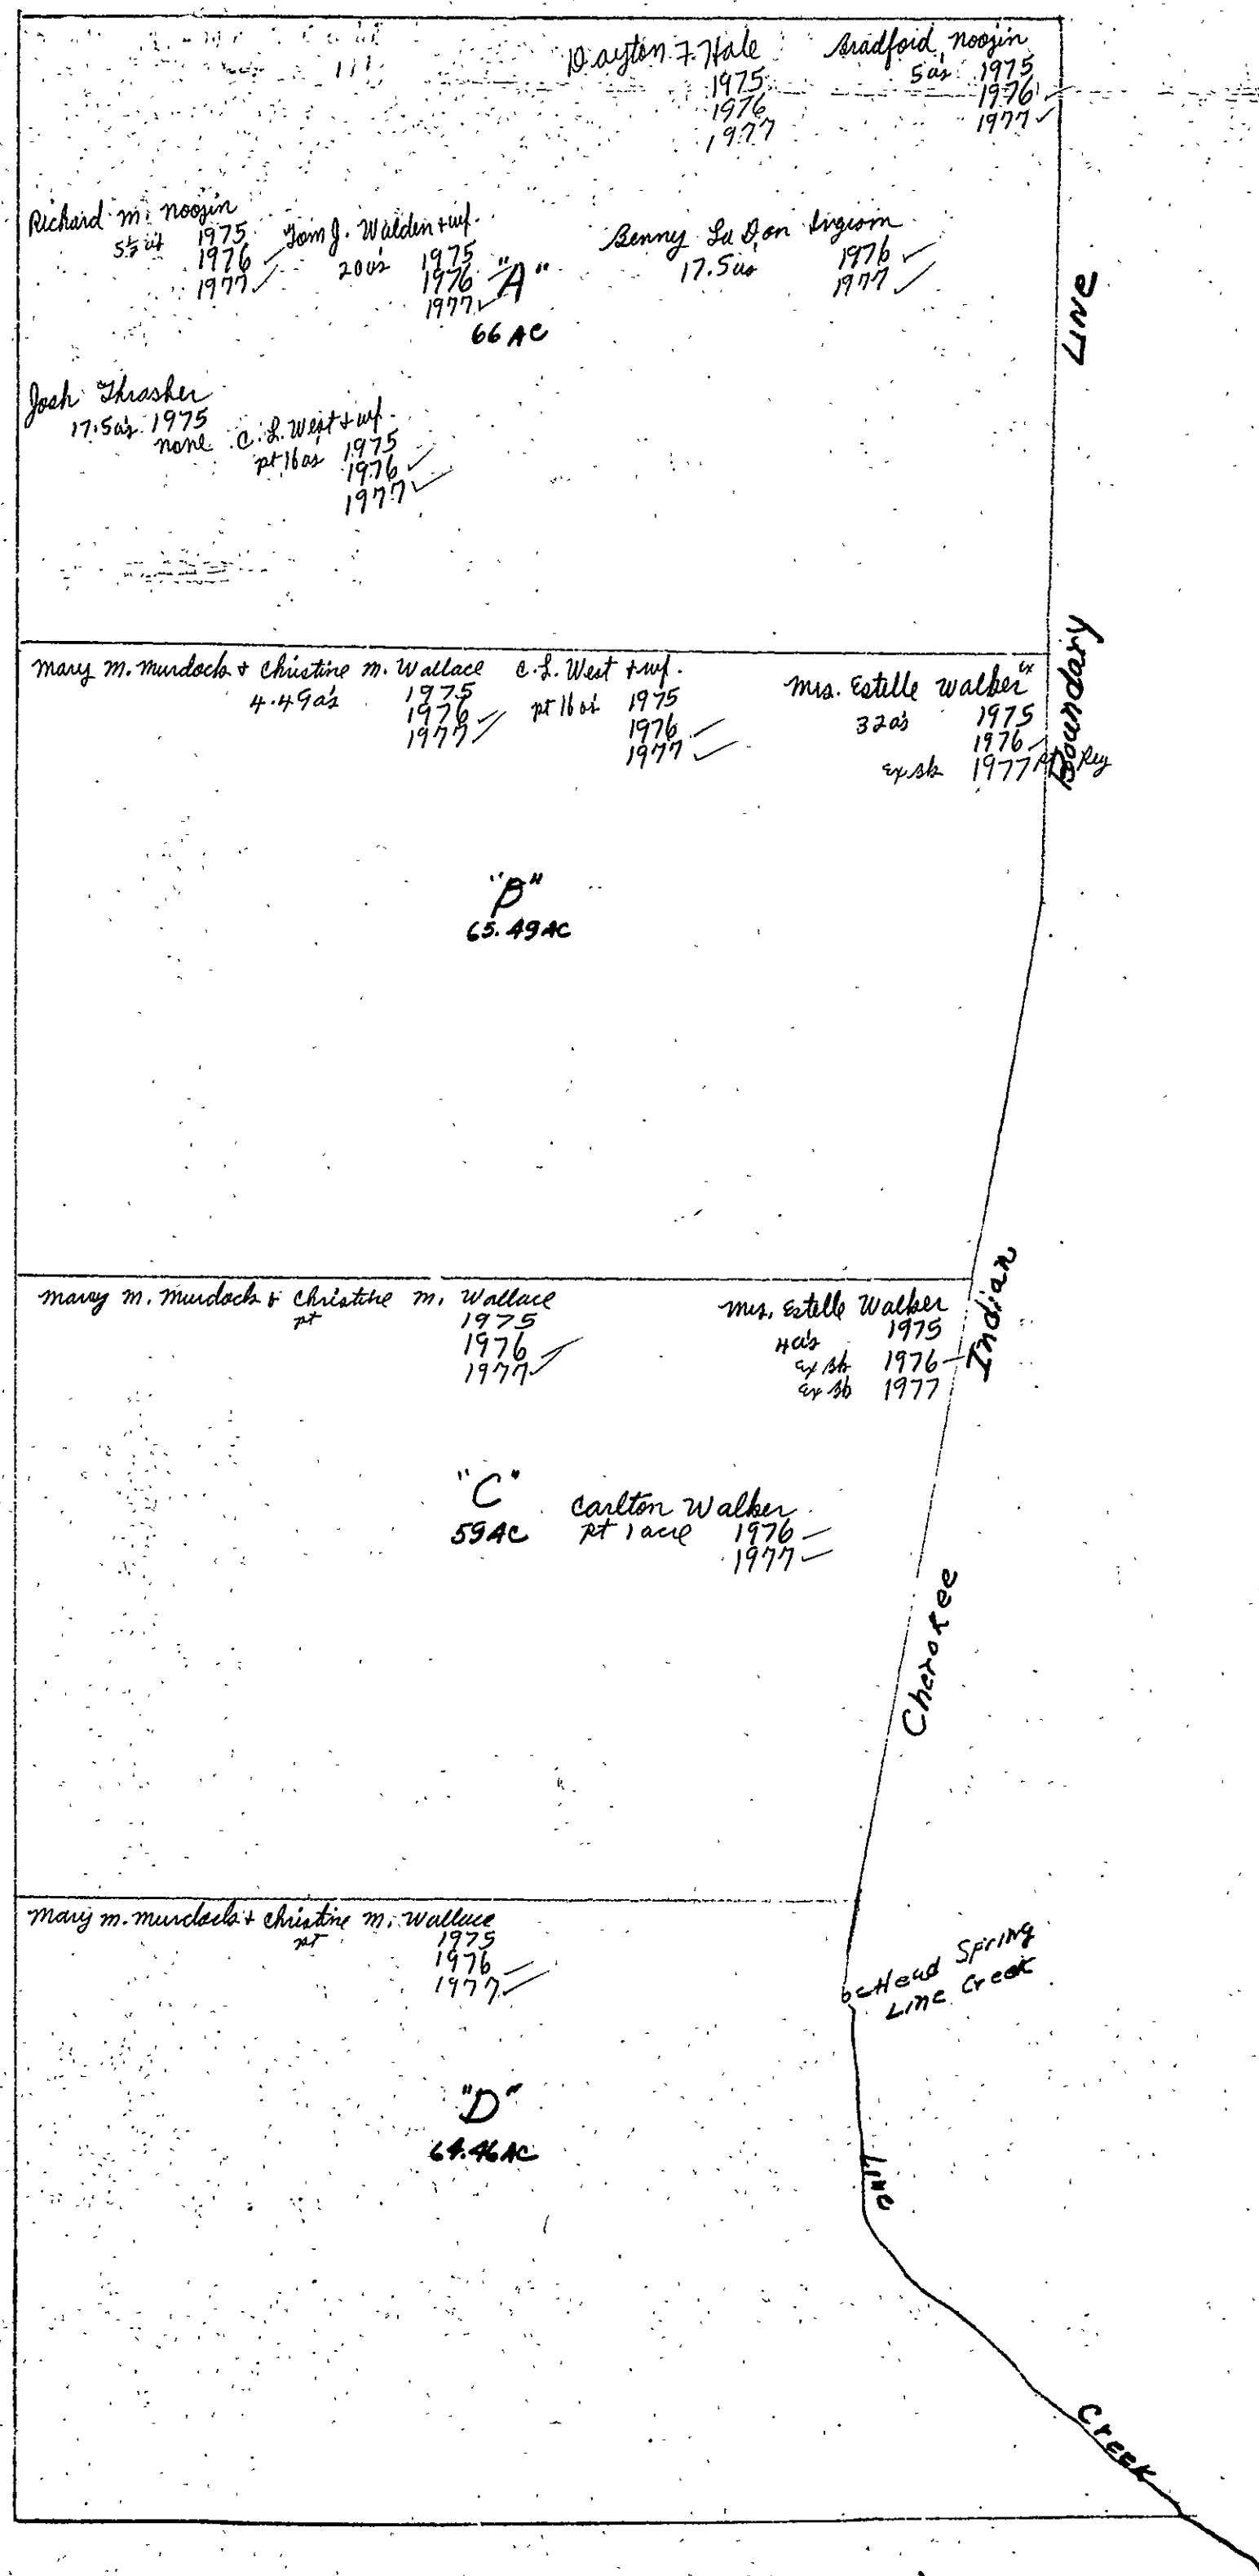 Dayton F. Hale
1975
1976
1977
Bradford Noojin
5 a's 1975
1976 ✓
1977 ✓
Richard M. Noojin
1975
1976 ✓
1977 ✓
Tom J. Walden + wf.
20 a's 1975
1976
1977 ✓
"A"
66 AC
Benny La Don
17.5 as 1976 ✓
1977 ✓
Josh Thrasher
17.5 a's 1975
none
C. L. West + wf.
pt 16 as 1975
1976 ✓
1977 ✓
LINE
Mary M. Murdock + Christine M. Wallace
4.49 a's 1975
1976 ✓
1977 ✓
C. L. West + wf.
pt 16 as 1975
1976 ✓
1977 ✓
Mrs. Estelle Walker ex
32 a's 1975
1976 ✓
1977
Boundary
"B"
65.49 AC
Mary M. Murdock & Christine M. Wallace
pt 1975
1976 ✓
1977 ✓
Mrs. Estelle Walker
4 a's 1975
1976
1977
Indian
"C"
59 AC
Carlton Walker
pt 1 acre 1976
1977
Cherokee
Mary M. Murdock + Christine M. Wallace
pt 1975
1976
1977
Head Spring
Line Creek
"D"
64.46 AC
Line
Creek